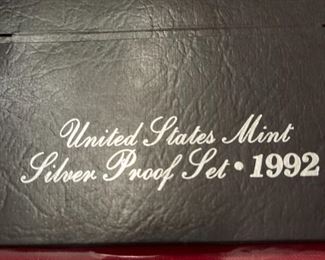 United States Mint
Silver Proof Set • 1992